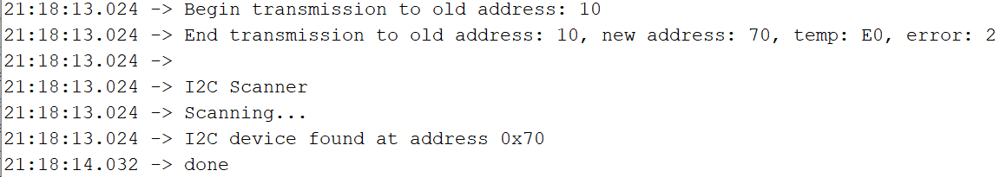 21:18:13.024 -> Begin transmission to old address: 10
21:18:13.024 -> End transmission to old address: 10, new address: 70, temp: E0, error: 2
21:18:13.024 ->
21:18:13.024 -> I2C Scanner
21:18:13.024 -> Scanning...
21:18:13.024 -> I2C device found at address 0x70
21:18:14.032 -> done